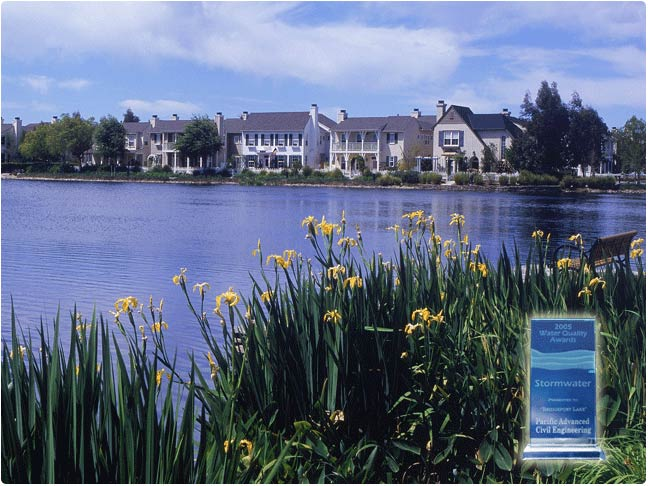 2005
Water Quality
Awards
Stormwater
PRESENTED TO
"BRIDGEPORT LAKE"
Pacific Advanced
Civil Engineering